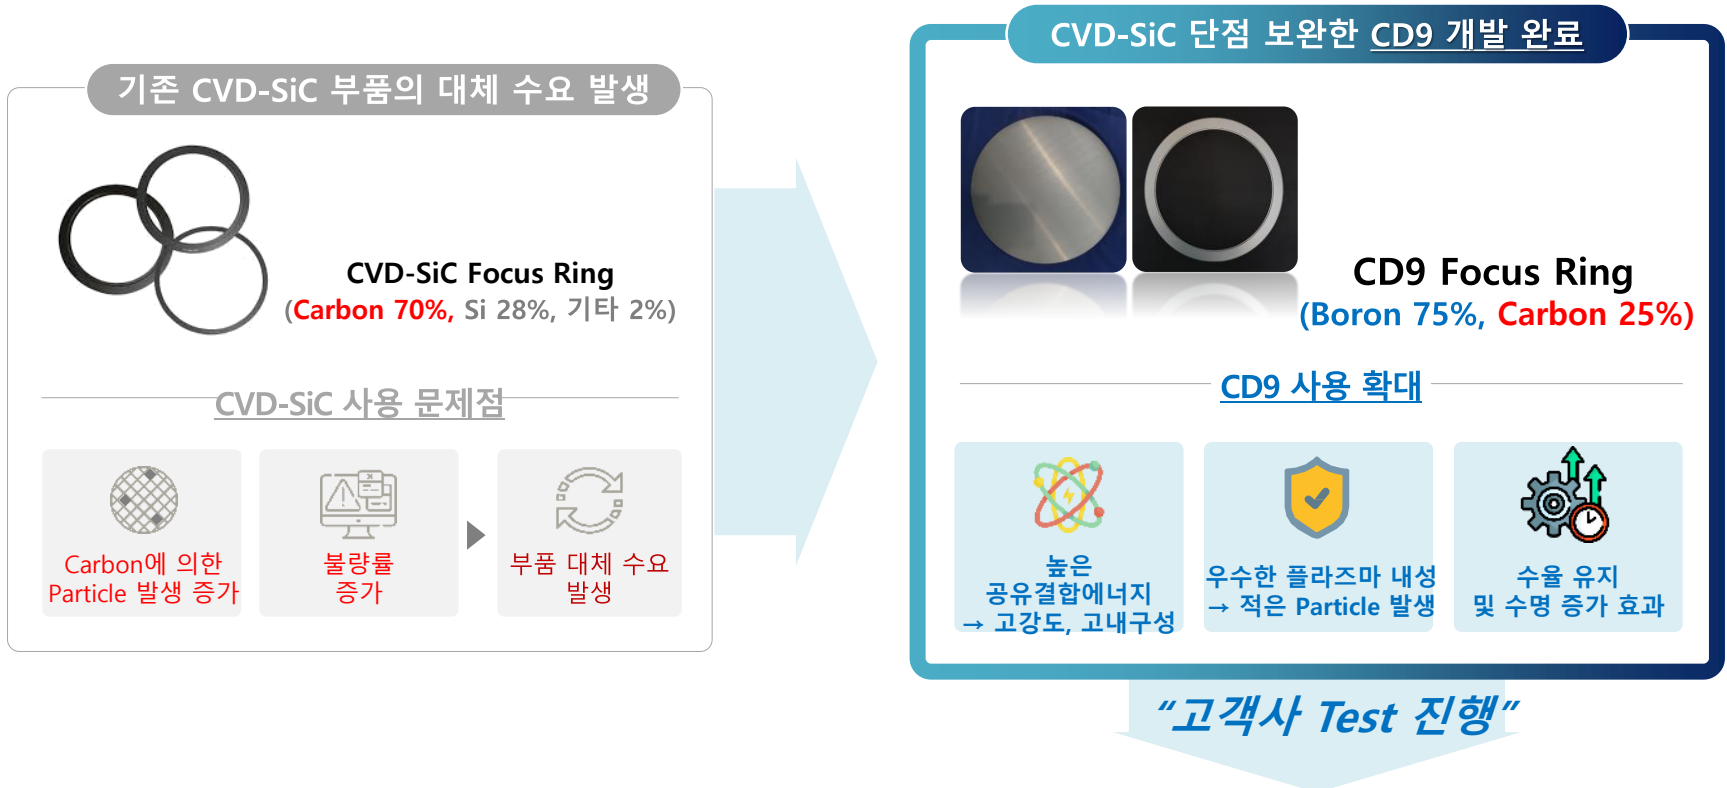 기존 CVD-SiC 부품의 대체 수요 발생
CVD-SiC Focus Ring
(Carbon 70%, Si 28%, 기타 2%)
CVD-SiC 사용 문제점
Carbon에 의한
Particle 발생 증가
불량률
증가
부품 대체 수요
발생
CVD-SiC 단점 보완한 CD9 개발 완료
CD9 Focus Ring
(Boron 75%, Carbon 25%)
CD9 사용 확대
높은
공유결합에너지
→ 고강도, 고내구성
우수한 플라즈마 내성
→ 적은 Particle 발생
수율 유지
및 수명 증가 효과
“고객사 Test 진행”